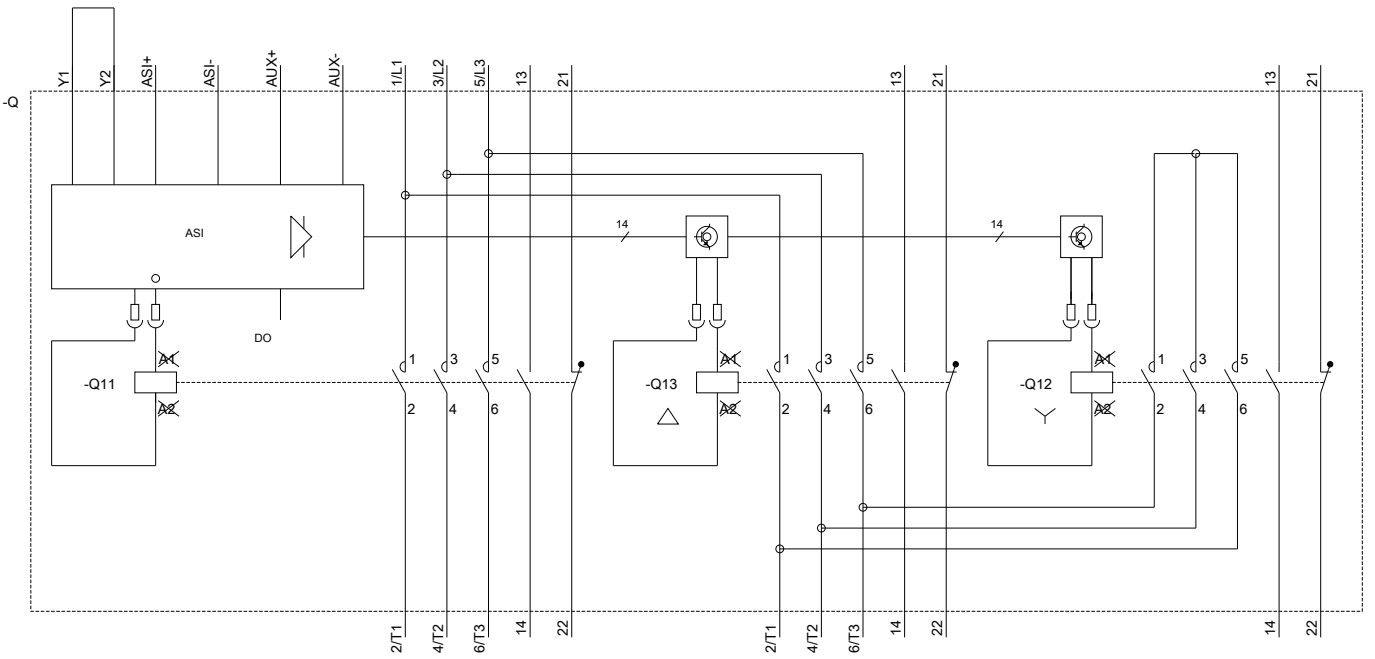 Y1 Y2 ASI+ ASI- AUX+ AUX- 1/L1 3/L2 5/L3 13 21 13 21 13 21
-Q
14 14
ASI
DO
A1 1 3 5 A1 1 3 5 A1 1 3 5
-Q11 -Q13 -Q12
A2 2 4 6 A2 2 4 6 A2 2 4 6
2/T1 4/T2 6/T3 14 22 2/T1 4/T2 6/T3 14 22 14 22